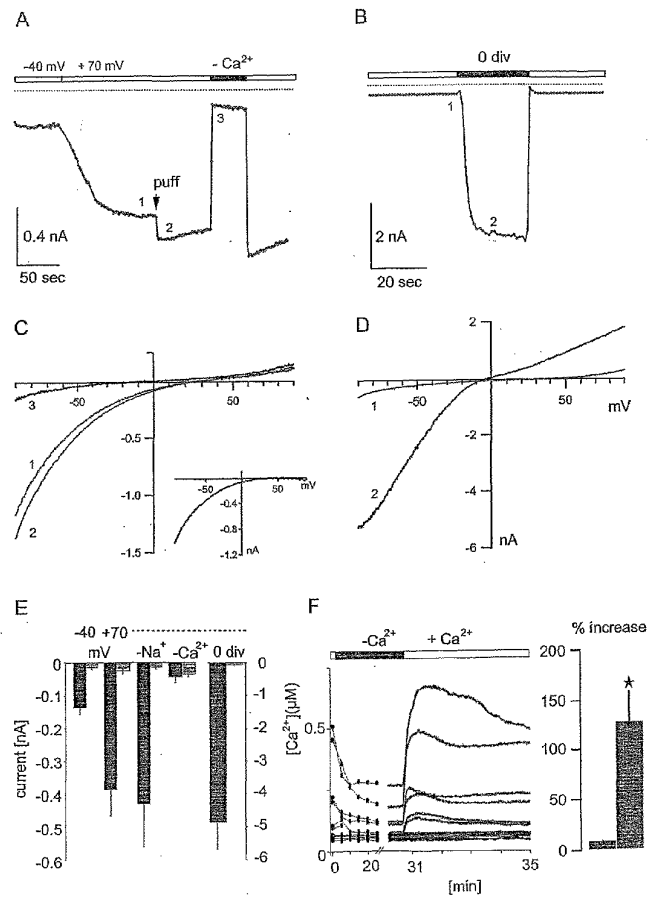 A
-40 mV +70 mV - Ca²⁺
1
puff
2
3
0.4 nA
50 sec
B
0 div
1
2
2 nA
20 sec
C
3
-50
50
-0.5
1
2
-1.0
-1.5
-50
50
mV
-0.4
-0.8
-1.2
nA
D
2
-50
50
mV
1
-2
2
-4
-6
nA
E
-40 +70
mV
-Na⁺
-Ca²⁺
0 div
0
-0.1
-0.2
-0.3
-0.4
-0.5
-0.6
current [nA]
0
-1
-2
-3
-4
-5
-6
F
-Ca²⁺ + Ca²⁺
[Ca²⁺](µM)
0.5
0
0
20
31
35
[min]
% increase
200
150
100
50
0